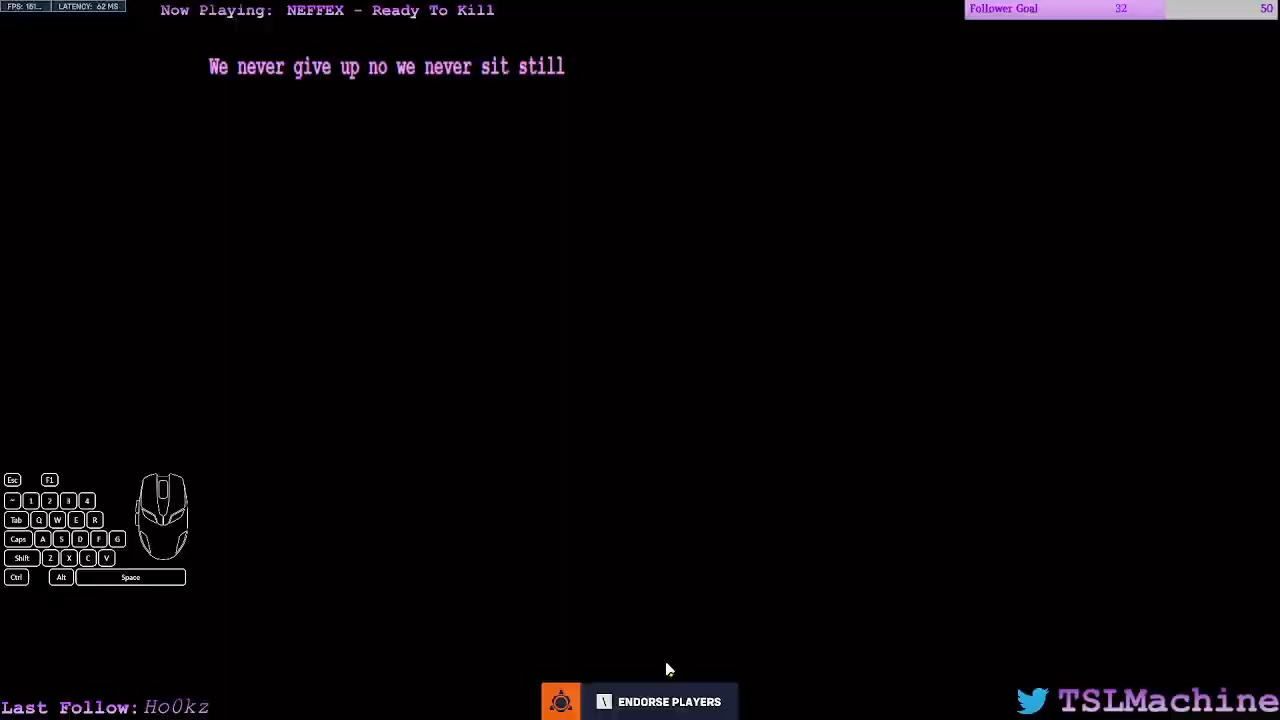 FPS: 151... LATENCY: 62 MS
Now Playing: NEFFEX - Ready To Kill
Follower Goal 32 50
We never give up no we never sit still
Esc F1
~ 1 2 3 4
Tab Q W E R
Caps A S D F G
Shift Z X C V
Ctrl Alt Space
\ ENDORSE PLAYERS
Last Follow: Ho0kz
TSLMachine